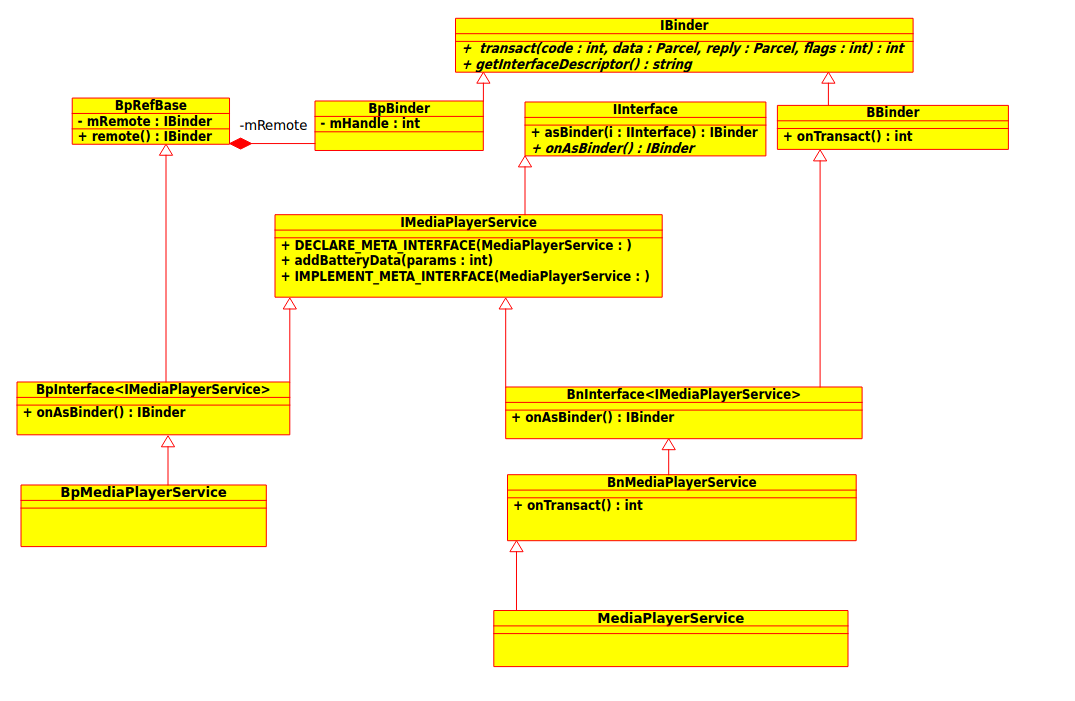 IBinder
+  transact(code : int, data : Parcel, reply : Parcel, flags : int) : int
+ getInterfaceDescriptor() : string
BpRefBase
- mRemote : IBinder
+ remote() : IBinder
-mRemote
BpBinder
- mHandle : int
IInterface
+ asBinder(i : IInterface) : IBinder
+ onAsBinder() : IBinder
BBinder
+ onTransact() : int
IMediaPlayerService
+ DECLARE_META_INTERFACE(MediaPlayerService : )
+ addBatteryData(params : int)
+ IMPLEMENT_META_INTERFACE(MediaPlayerService : )
BpInterface<IMediaPlayerService>
+ onAsBinder() : IBinder
BnInterface<IMediaPlayerService>
+ onAsBinder() : IBinder
BpMediaPlayerService
BnMediaPlayerService
+ onTransact() : int
MediaPlayerService